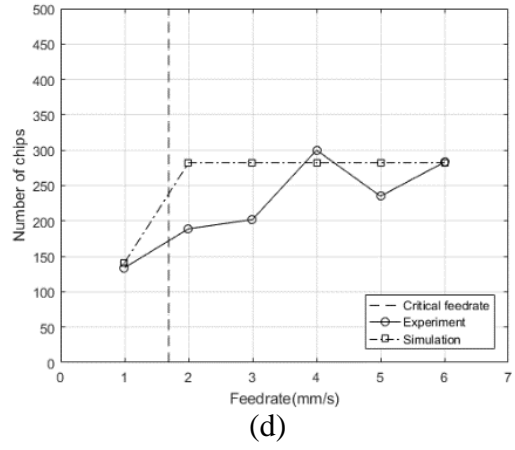 500
450
400
350
300
250
200
150
100
50
0
Number of chips
0 1 2 3 4 5 6 7
Feedrate(mm/s)
Critical feedrate
Experiment
Simulation
(d)